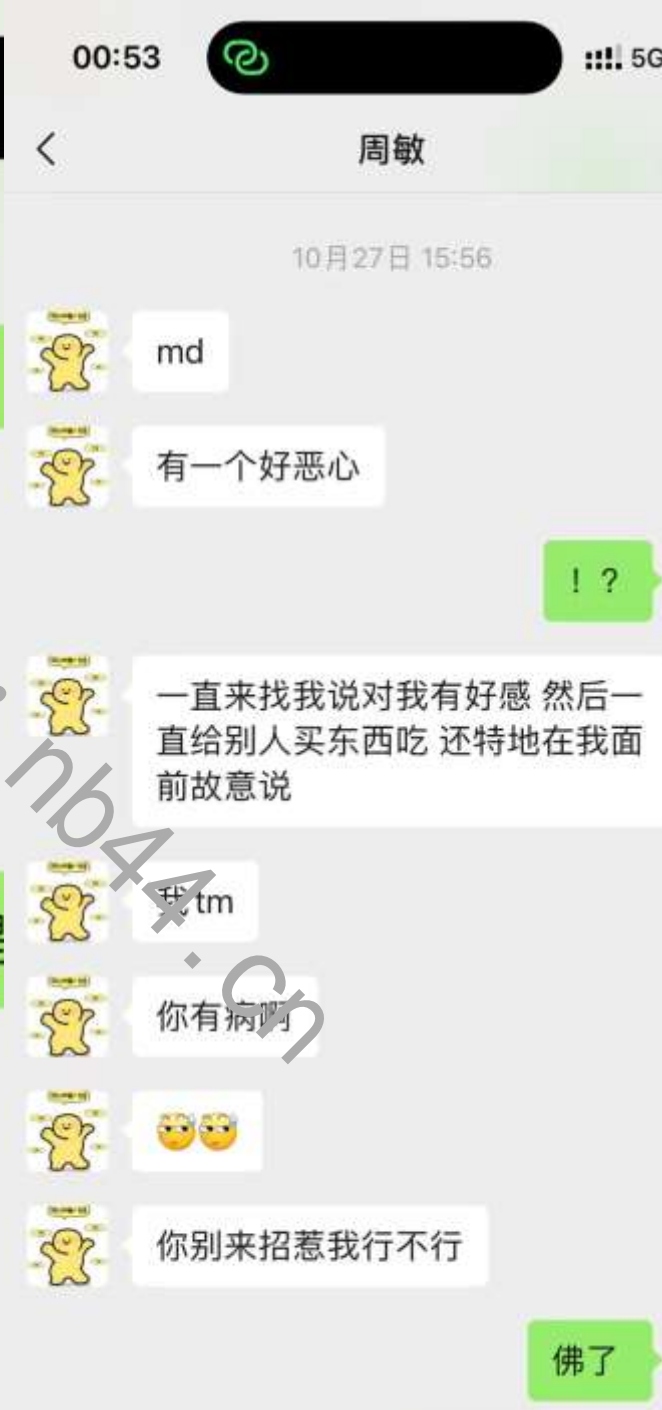 00:53
5G
周敏
10月27日 15:56
md
有一个好恶心
！？
一直来找我说对我有好感 然后一
直给别人买东西吃 还特地在我面
前故意说
我tm
你有病啊
你别来招惹我行不行
佛了
nb44.cn